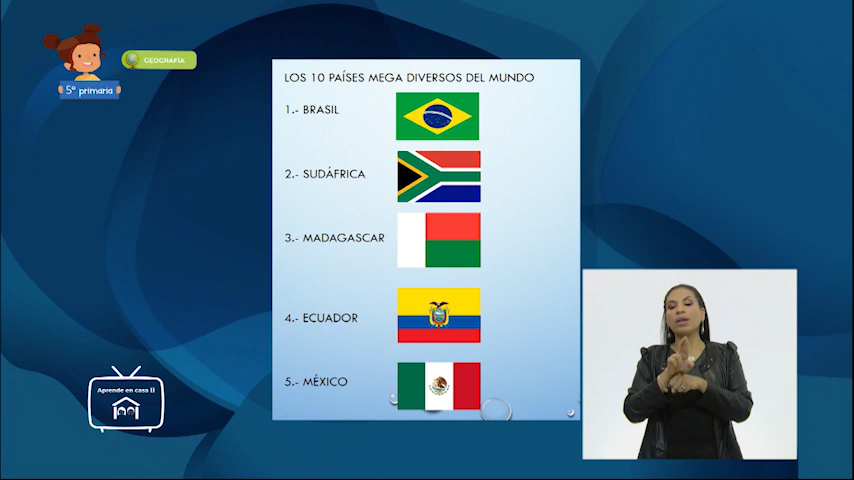 GEOGRAFÍA
5° primaria
LOS 10 PAÍSES MEGA DIVERSOS DEL MUNDO
1.- BRASIL
2.- SUDÁFRICA
3.- MADAGASCAR
4.- ECUADOR
5.- MÉXICO
Aprende en casa II